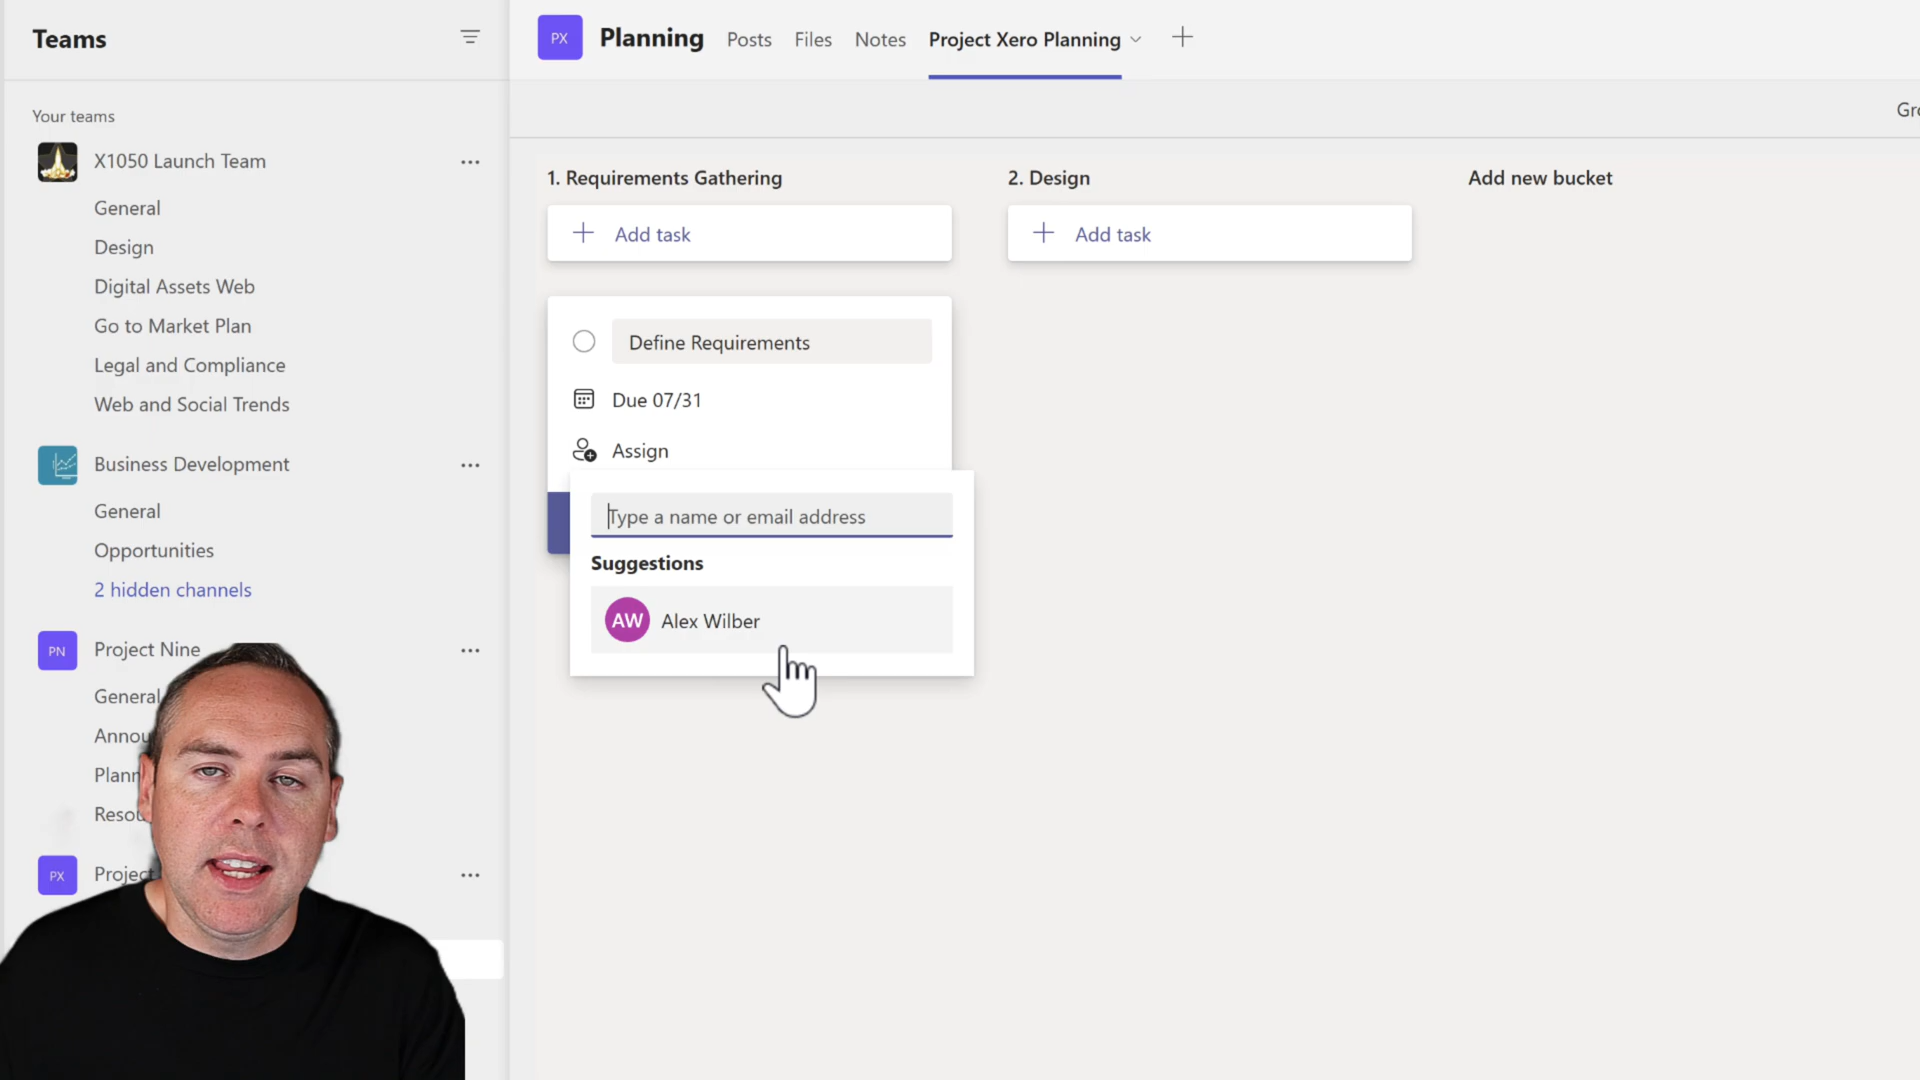 Teams
Your teams
X1050 Launch Team
General
Design
Digital Assets Web
Go to Market Plan
Legal and Compliance
Web and Social Trends
Business Development
General
Opportunities
2 hidden channels
PN Project Nine
General
PX
PX Planning Posts Files Notes Project Xero Planning
1. Requirements Gathering
Add task
Define Requirements
Due 07/31
Assign
Type a name or email address
Suggestions
AW Alex Wilber
2. Design
Add task
Add new bucket